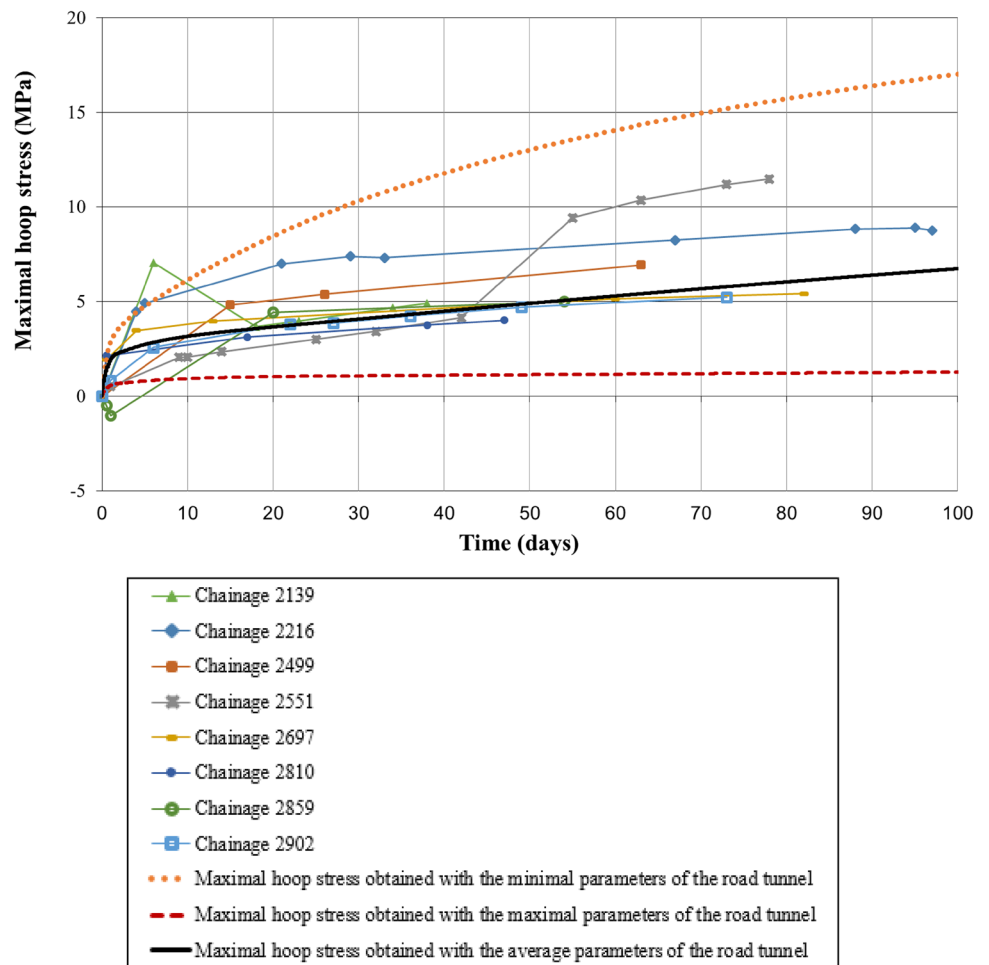 Maximal hoop stress (MPa)
20
15
10
5
0
-5
0 10 20 30 40 50 60 70 80 90 100
Time (days)
Chainage 2139
Chainage 2216
Chainage 2499
Chainage 2551
Chainage 2697
Chainage 2810
Chainage 2859
Chainage 2902
Maximal hoop stress obtained with the minimal parameters of the road tunnel
Maximal hoop stress obtained with the maximal parameters of the road tunnel
Maximal hoop stress obtained with the average parameters of the road tunnel